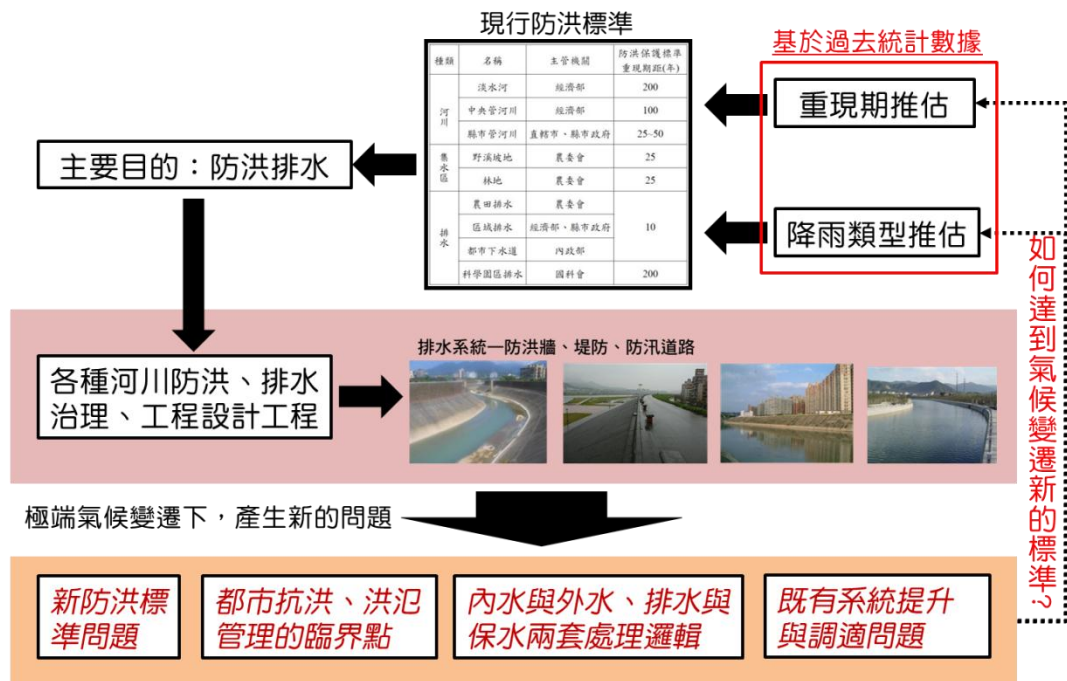 現行防洪標準
種類 名稱 主管機關 防洪保護標準
重現期距(年)
河川 淡水河 經濟部 200
中央管河川 經濟部 100
縣市管河川 直轄市、縣市政府 25~50
集水區 野溪坡地 農委會 25
林地 農委會 25
排水 農田排水 農委會
區域排水 經濟部、縣市政府 10
都市下水道 內政部
科學園區排水 國科會 200
基於過去統計數據
重現期推估
降雨類型推估
主要目的：防洪排水
如何達到氣候變遷新的標準?
各種河川防洪、排水
治理、工程設計工程
排水系統一防洪牆、堤防、防汛道路
極端氣候變遷下，產生新的問題
新防洪標
準問題
都市抗洪、洪氾
管理的臨界點
內水與外水、排水與
保水兩套處理邏輯
既有系統提升
與調適問題